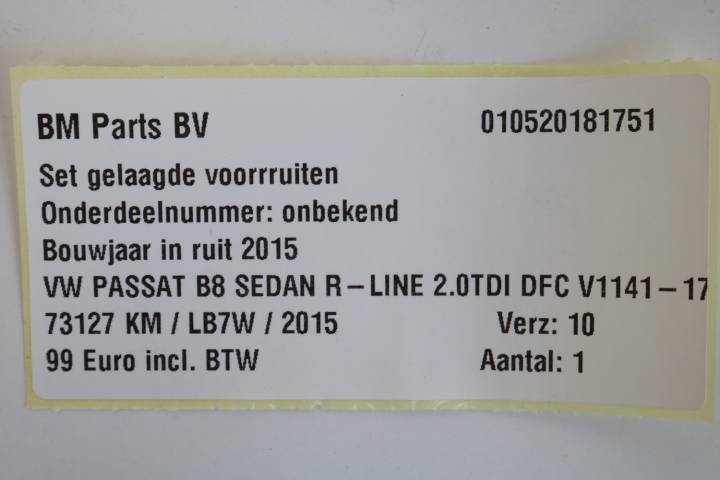 BM Parts BV 010520181751
Set gelaagde voorrruiten
Onderdeelnummer: onbekend
Bouwjaar in ruit 2015
VW PASSAT B8 SEDAN R-LINE 2.0TDI DFC V1141-17
73127 KM / LB7W / 2015 Verz: 10
99 Euro incl. BTW Aantal: 1